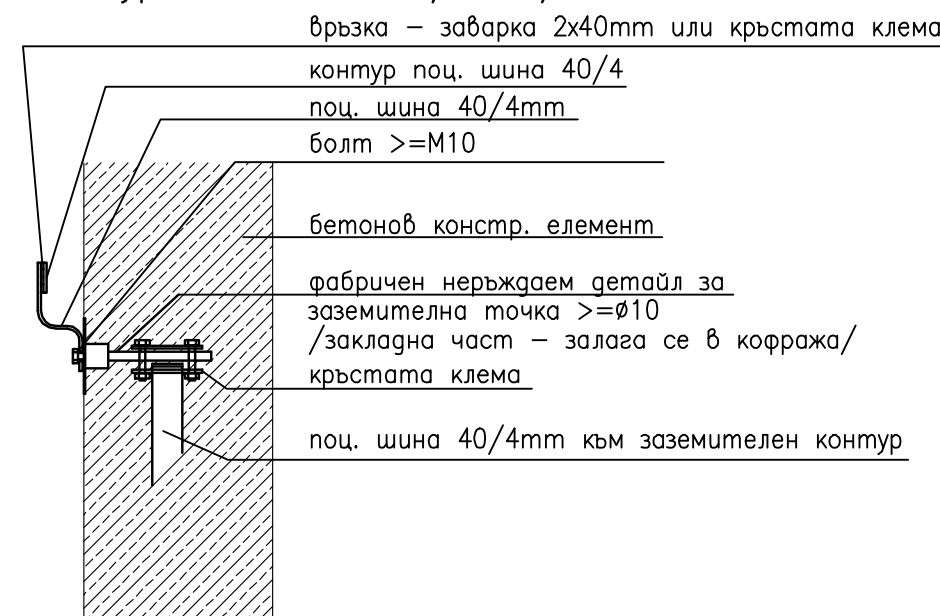 връзка – заварка 2x40mm или кръстата клема
контур поц. шина 40/4
поц. шина 40/4mm
болт >=M10
бетонов констр. елемент
фабричен неръждаем детайл за
заземителна точка >=ø10
/закладна част – залага се в кофража/
кръстата клема
поц. шина 40/4mm към заземителен контур